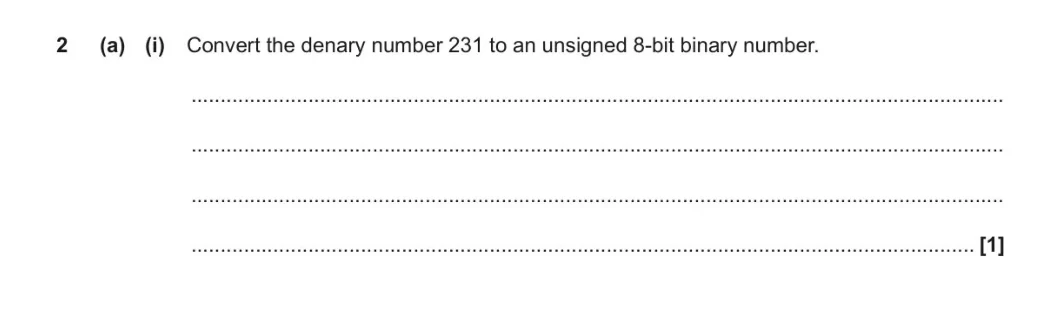 2 (a) (i) Convert the denary number 231 to an unsigned 8-bit binary number.
................................................................................
................................................................................
................................................................................
................................................................................ [1]